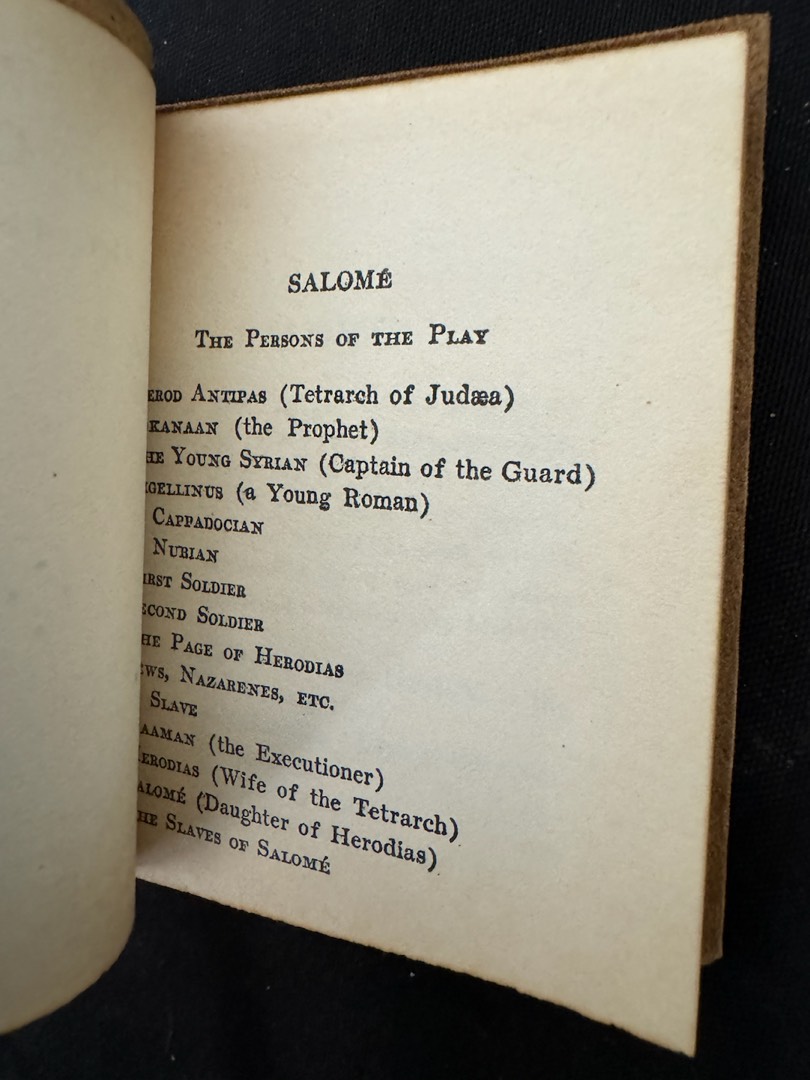 SALOMÉ
THE PERSONS OF THE PLAY
EROD ANTIPAS (Tetrarch of Judæa)
KANAAN (the Prophet)
HE YOUNG SYRIAN (Captain of the Guard)
IGELLINUS (a Young Roman)
CAPPADOCIAN
NUBIAN
IRST SOLDIER
ECOND SOLDIER
HE PAGE OF HERODIAS
EWS, NAZARENES, ETC.
SLAVE
AAMAN (the Executioner)
ERODIAS (Wife of the Tetrarch)
ALOMÉ (Daughter of Herodias)
HE SLAVES OF SALOMÉ